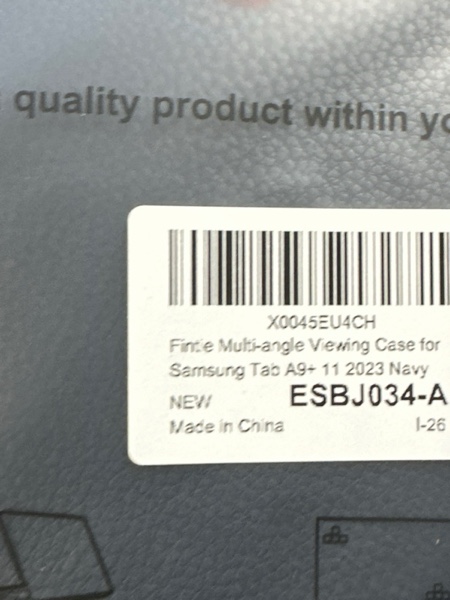 quality product within yo
X0045EU4CH
Fintie Multi-angle Viewing Case for
Samsung Tab A9+ 11 2023 Navy
NEW
ESBJ034-A
Made in China
I-26